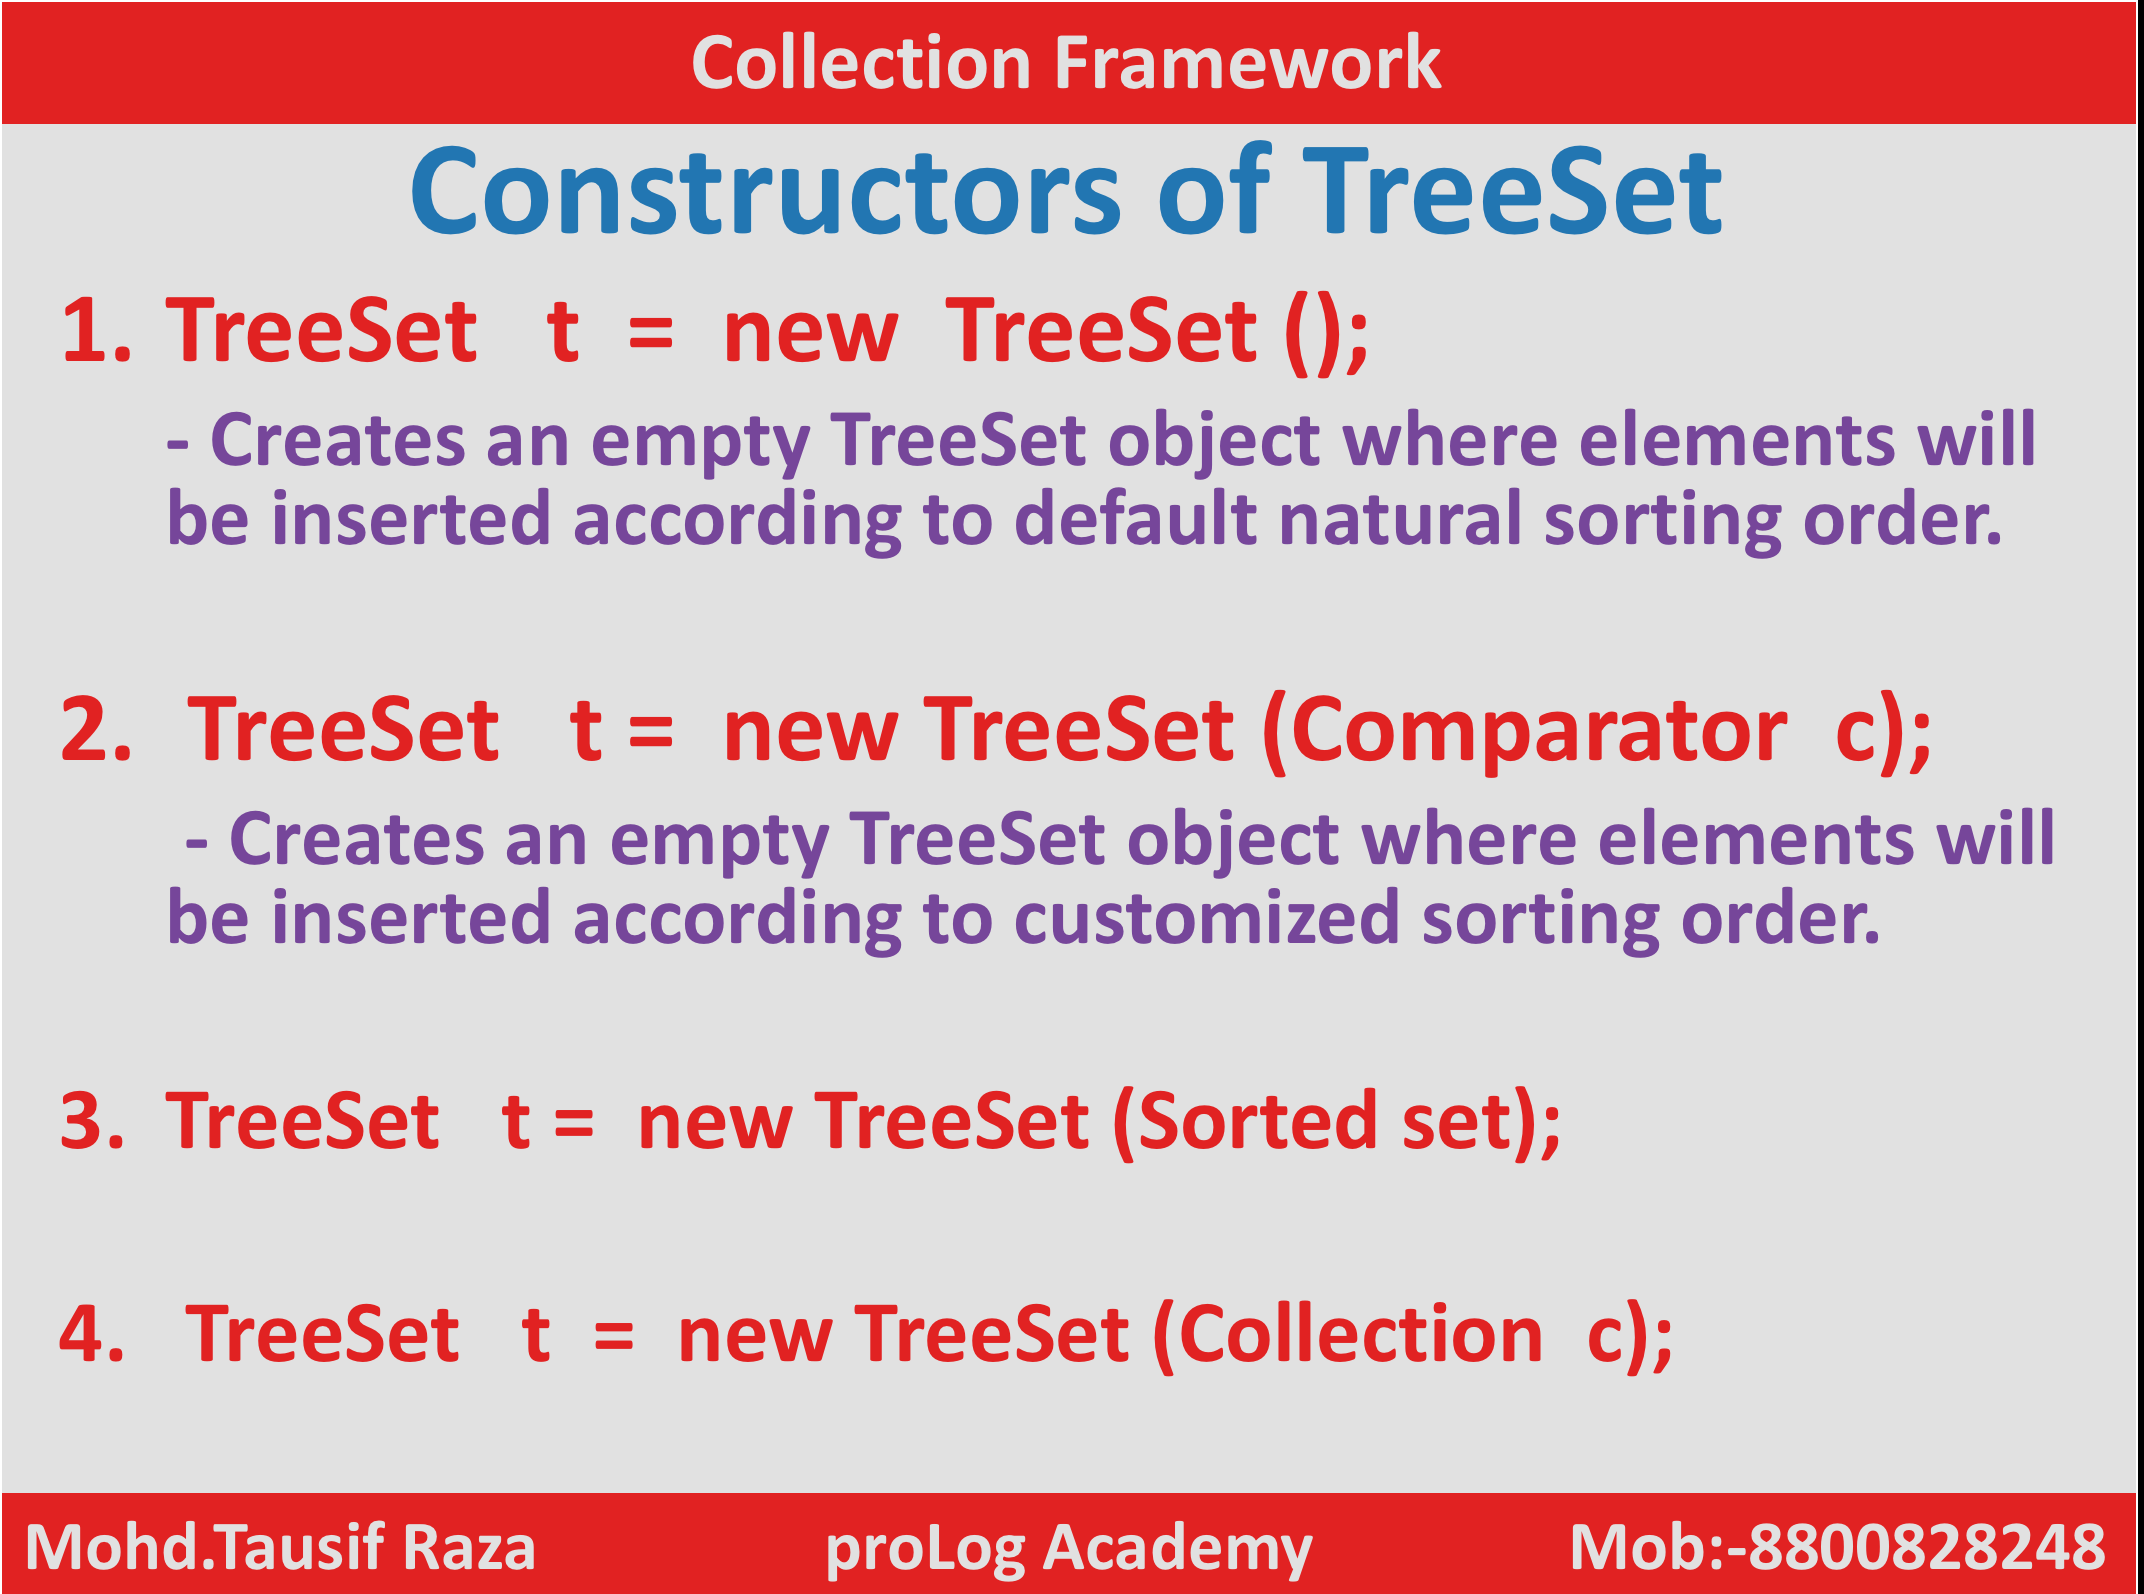 Collection Framework
Constructors of TreeSet
1. TreeSet t = new TreeSet ();
- Creates an empty TreeSet object where elements will
be inserted according to default natural sorting order.
2. TreeSet t = new TreeSet (Comparator c);
- Creates an empty TreeSet object where elements will
be inserted according to customized sorting order.
3. TreeSet t = new TreeSet (Sorted set);
4. TreeSet t = new TreeSet (Collection c);
Mohd.Tausif Raza proLog Academy Mob:-8800828248